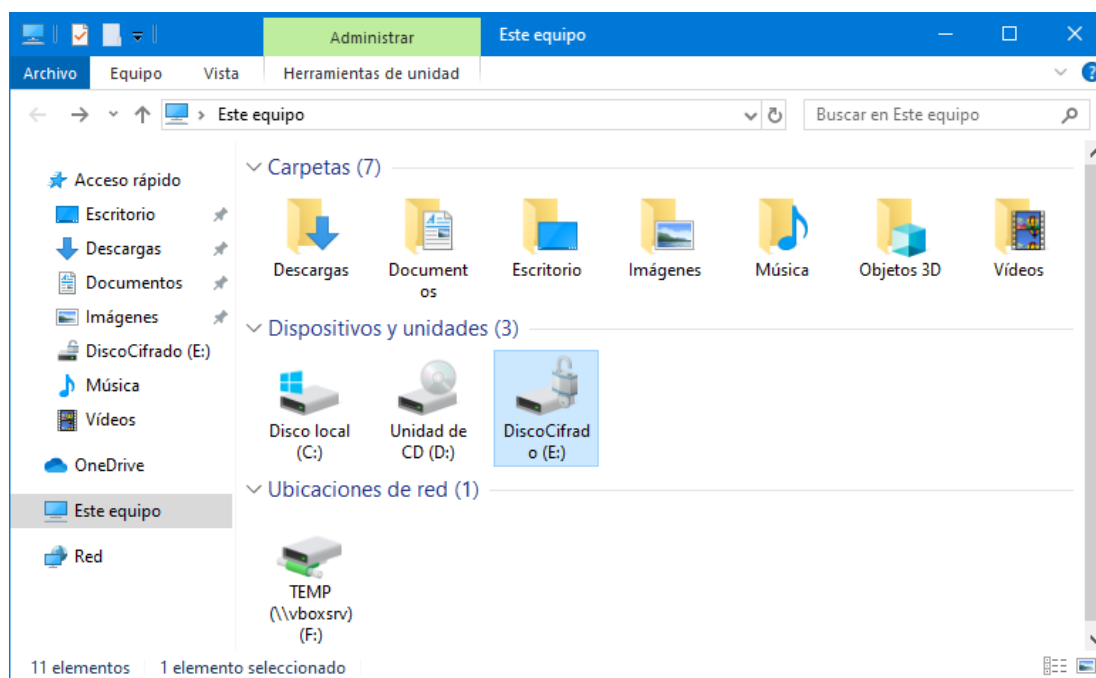 Administrar
Este equipo
Archivo
Equipo
Vista
Herramientas de unidad
?
Este equipo
Buscar en Este equipo
Acceso rápido
Escritorio
Descargas
Documentos
Imágenes
DiscoCifrado (E:)
Música
Vídeos
OneDrive
Este equipo
Red
Carpetas (7)
Descargas
Document
os
Escritorio
Imágenes
Música
Objetos 3D
Vídeos
Dispositivos y unidades (3)
Disco local
(C:)
Unidad de
CD (D:)
DiscoCifrad
o (E:)
Ubicaciones de red (1)
TEMP
(\\vboxsrv)
(F:)
11 elementos
1 elemento seleccionado